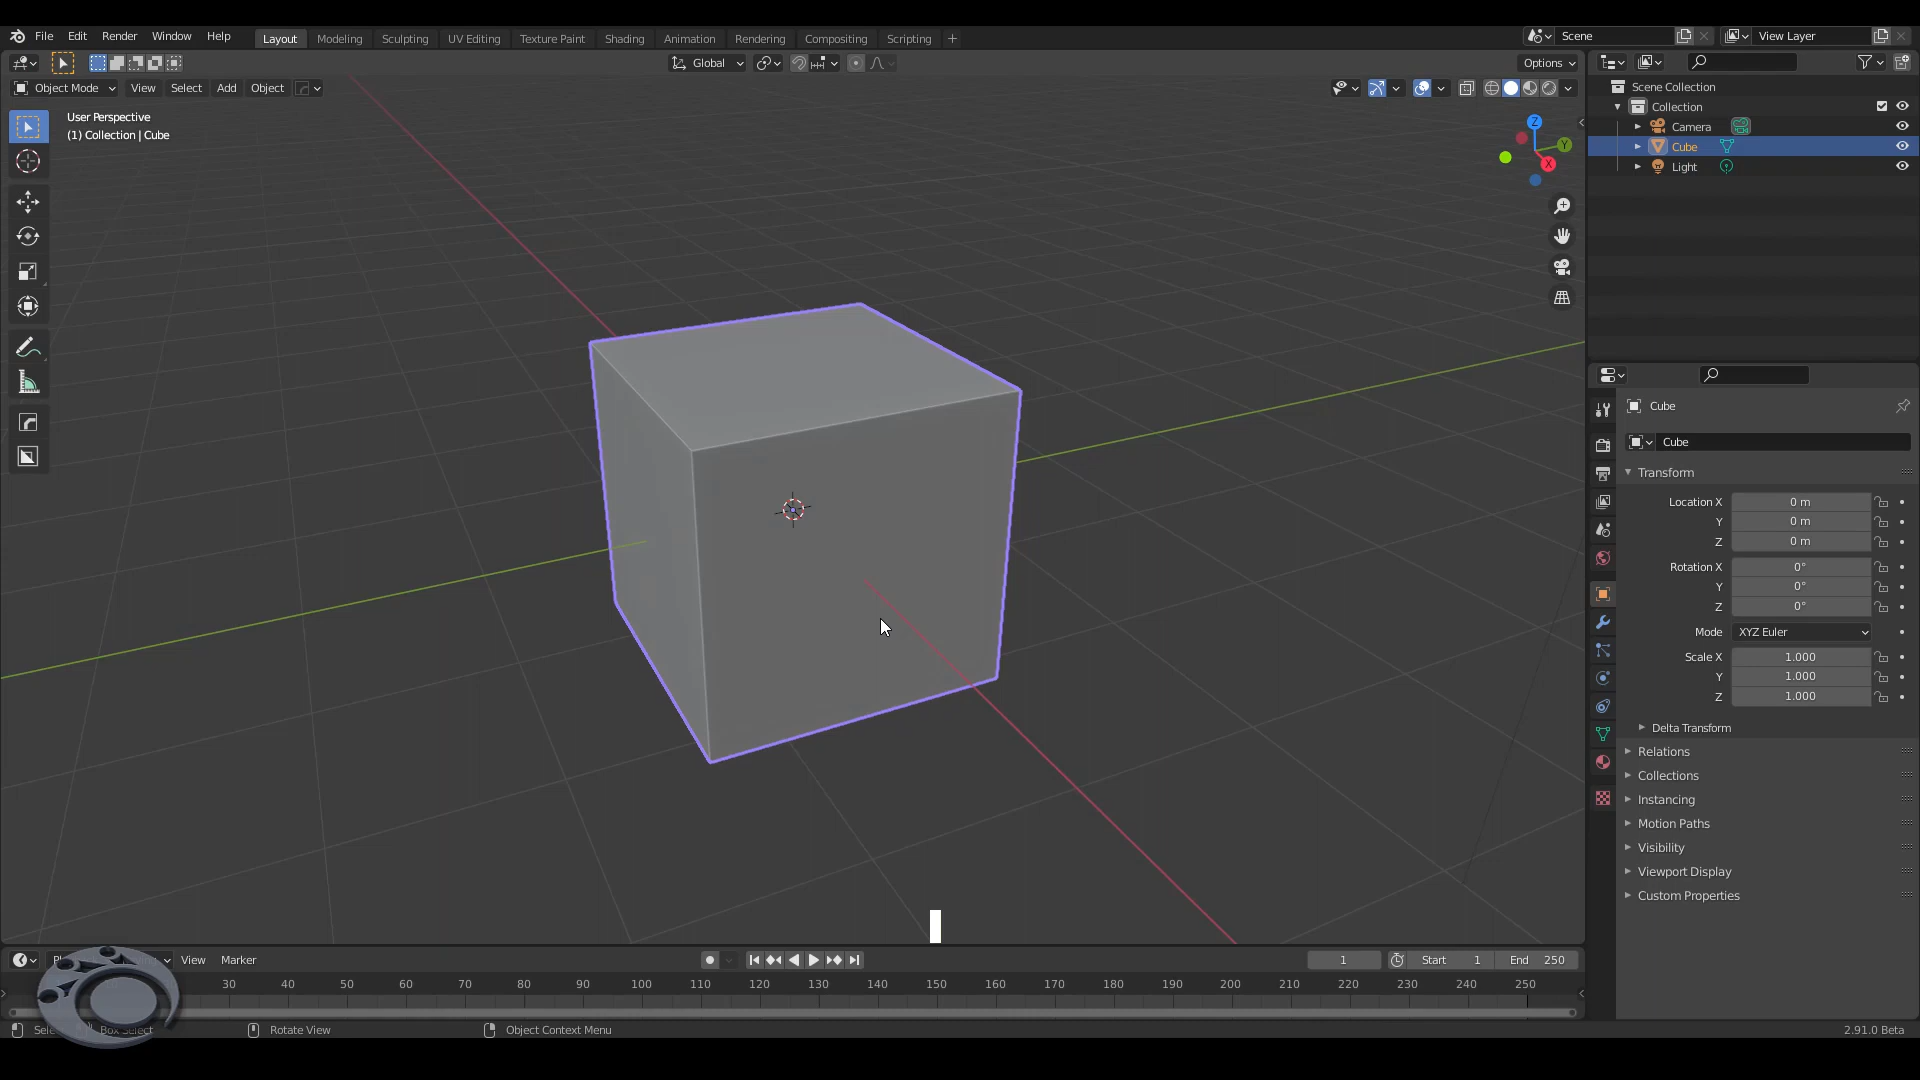 File Edit Render Window Help Layout Modeling Sculpting UV Editing Texture Paint Shading Animation Rendering Compositing Scripting + Scene View Layer
Global Options
Object Mode View Select Add Object
User Perspective
(1) Collection | Cube
Z
Y
X
Scene Collection
Collection
Camera
Cube
Light
Cube
Cube
Transform
Location X 0 m
Y 0 m
Z 0 m
Rotation X 0°
Y 0°
Z 0°
Mode XYZ Euler
Scale X 1.000
Y 1.000
Z 1.000
Delta Transform
Relations
Collections
Instancing
Motion Paths
Visibility
Viewport Display
Custom Properties
View Marker 1 Start 1 End 250
30 40 50 60 70 80 90 100 110 120 130 140 150 160 170 180 190 200 210 220 230 240 250
Box Select Rotate View Object Context Menu 2.91.0 Beta